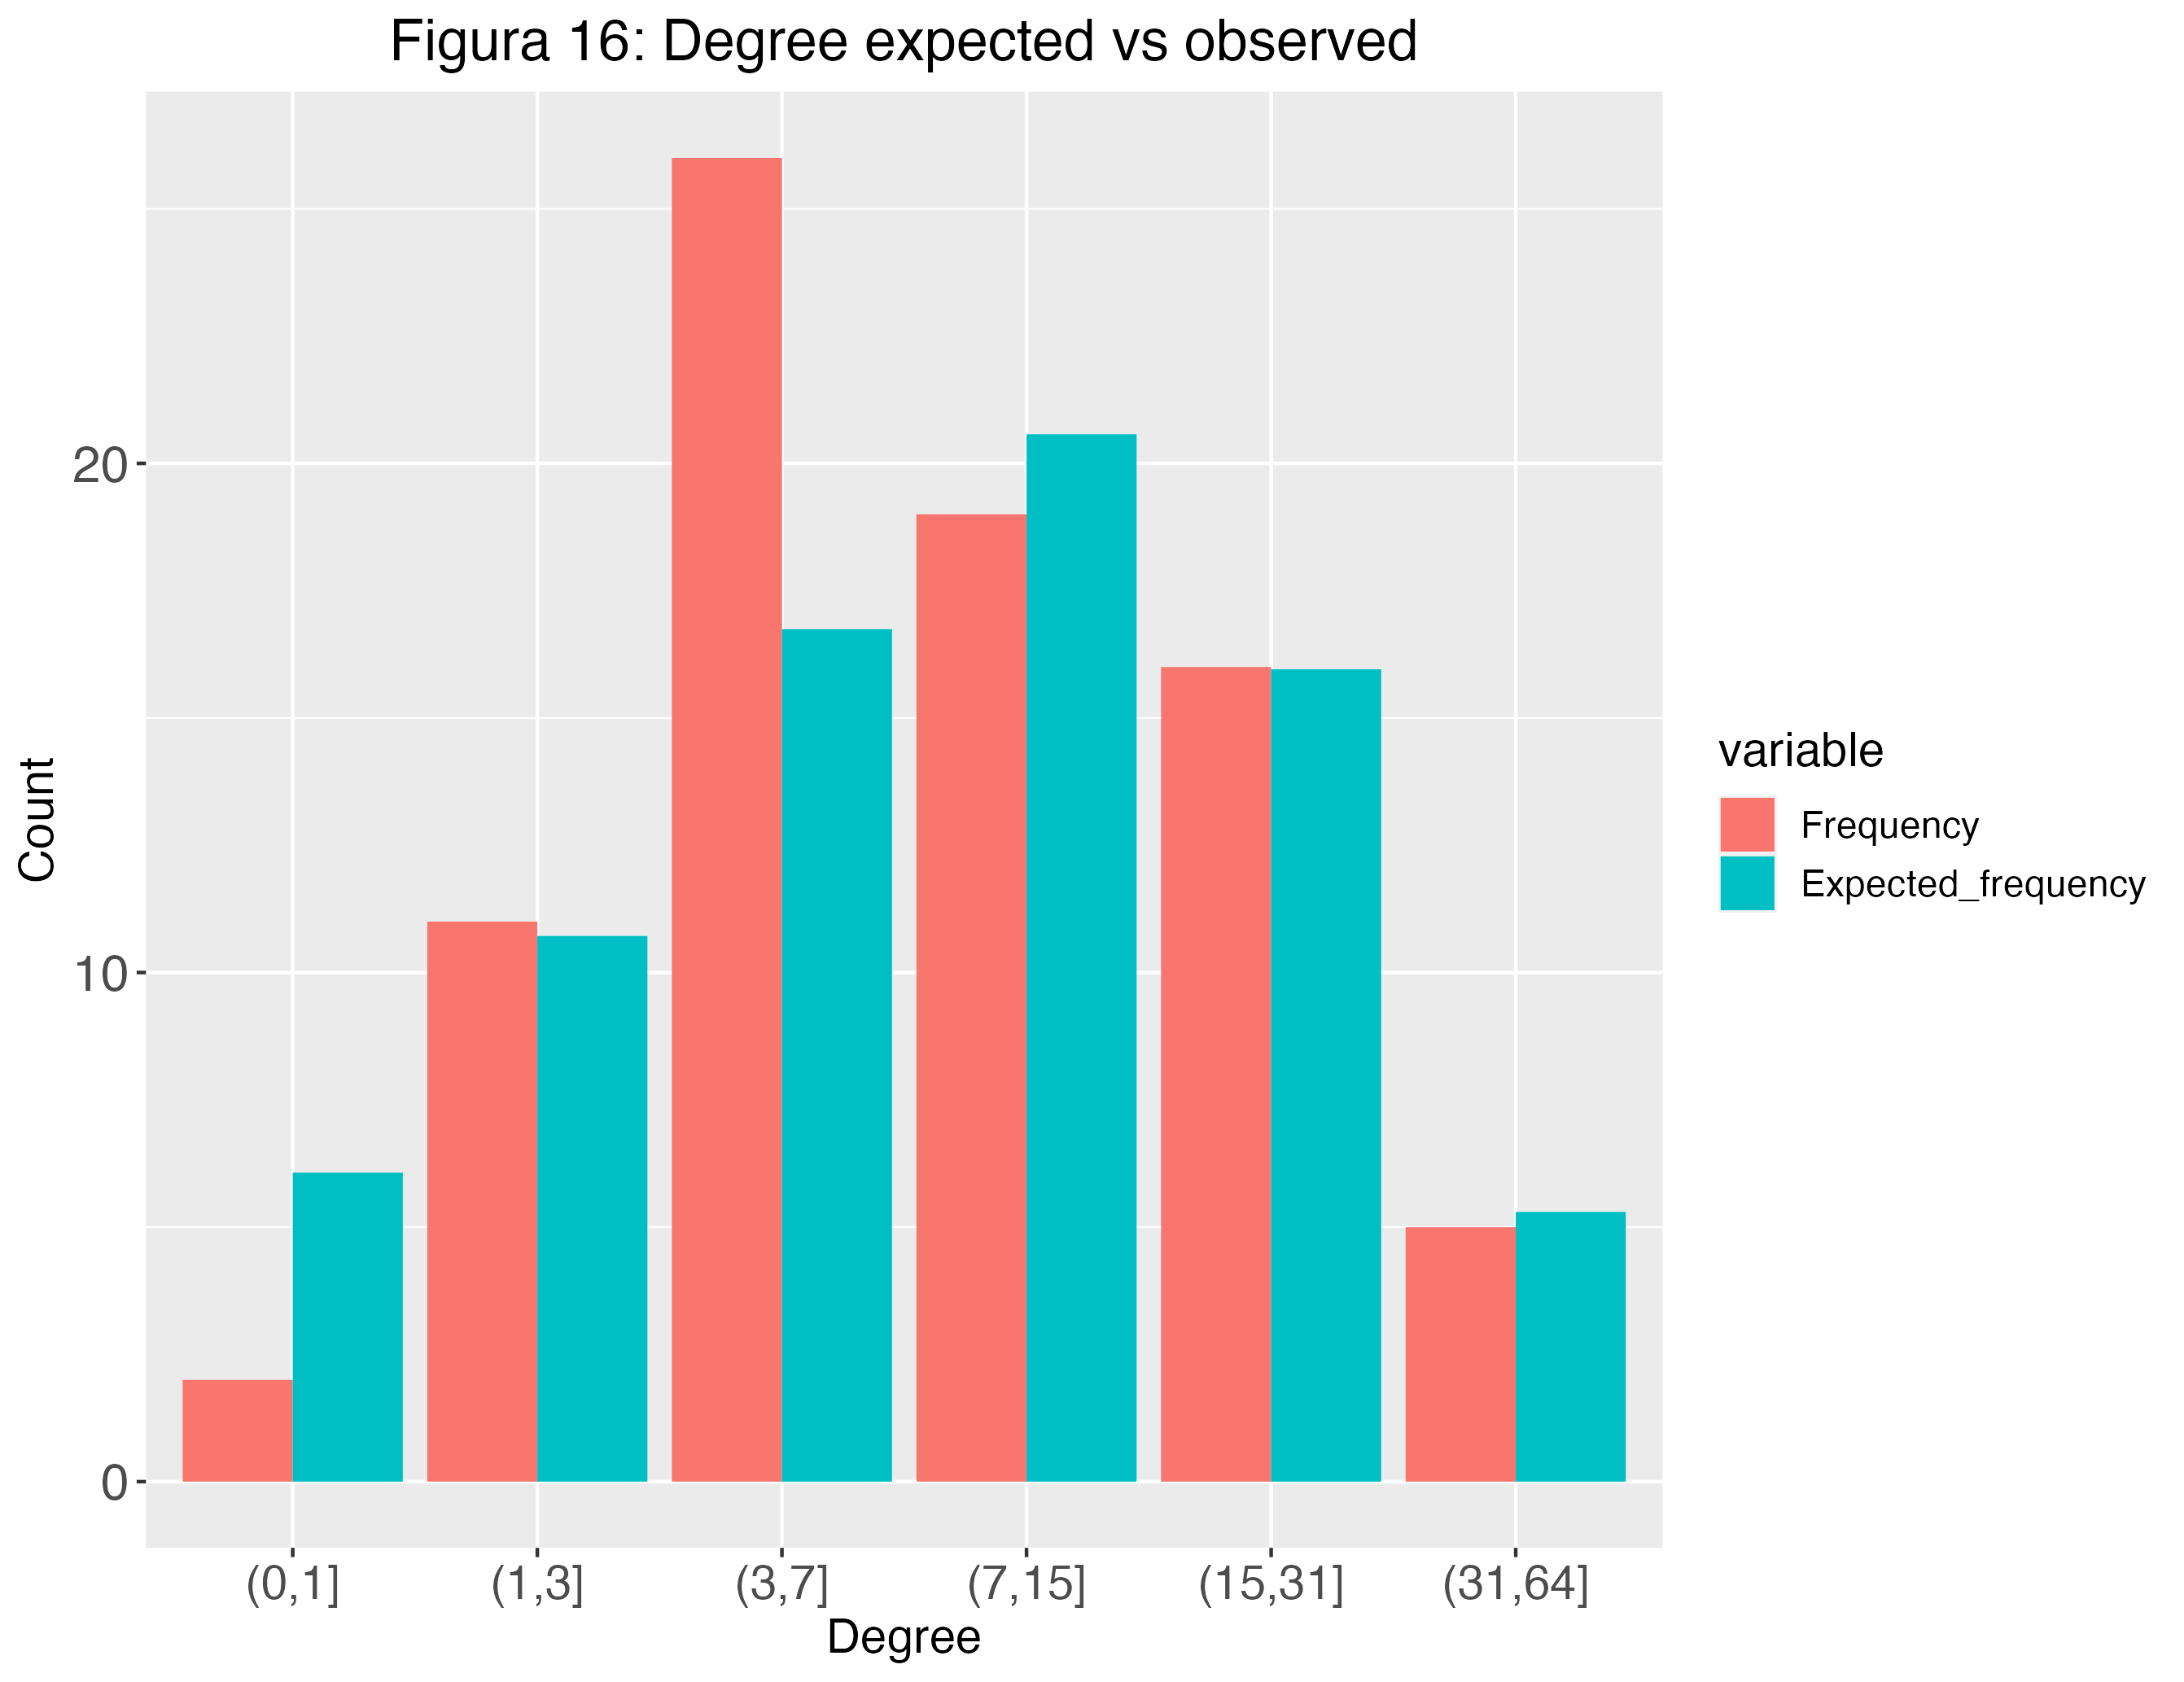 Figura 16: Degree expected vs observed
Count
20
10
0
(0,1] (1,3] (3,7] (7,15] (15,31] (31,64]
Degree
variable
Frequency
Expected_frequency